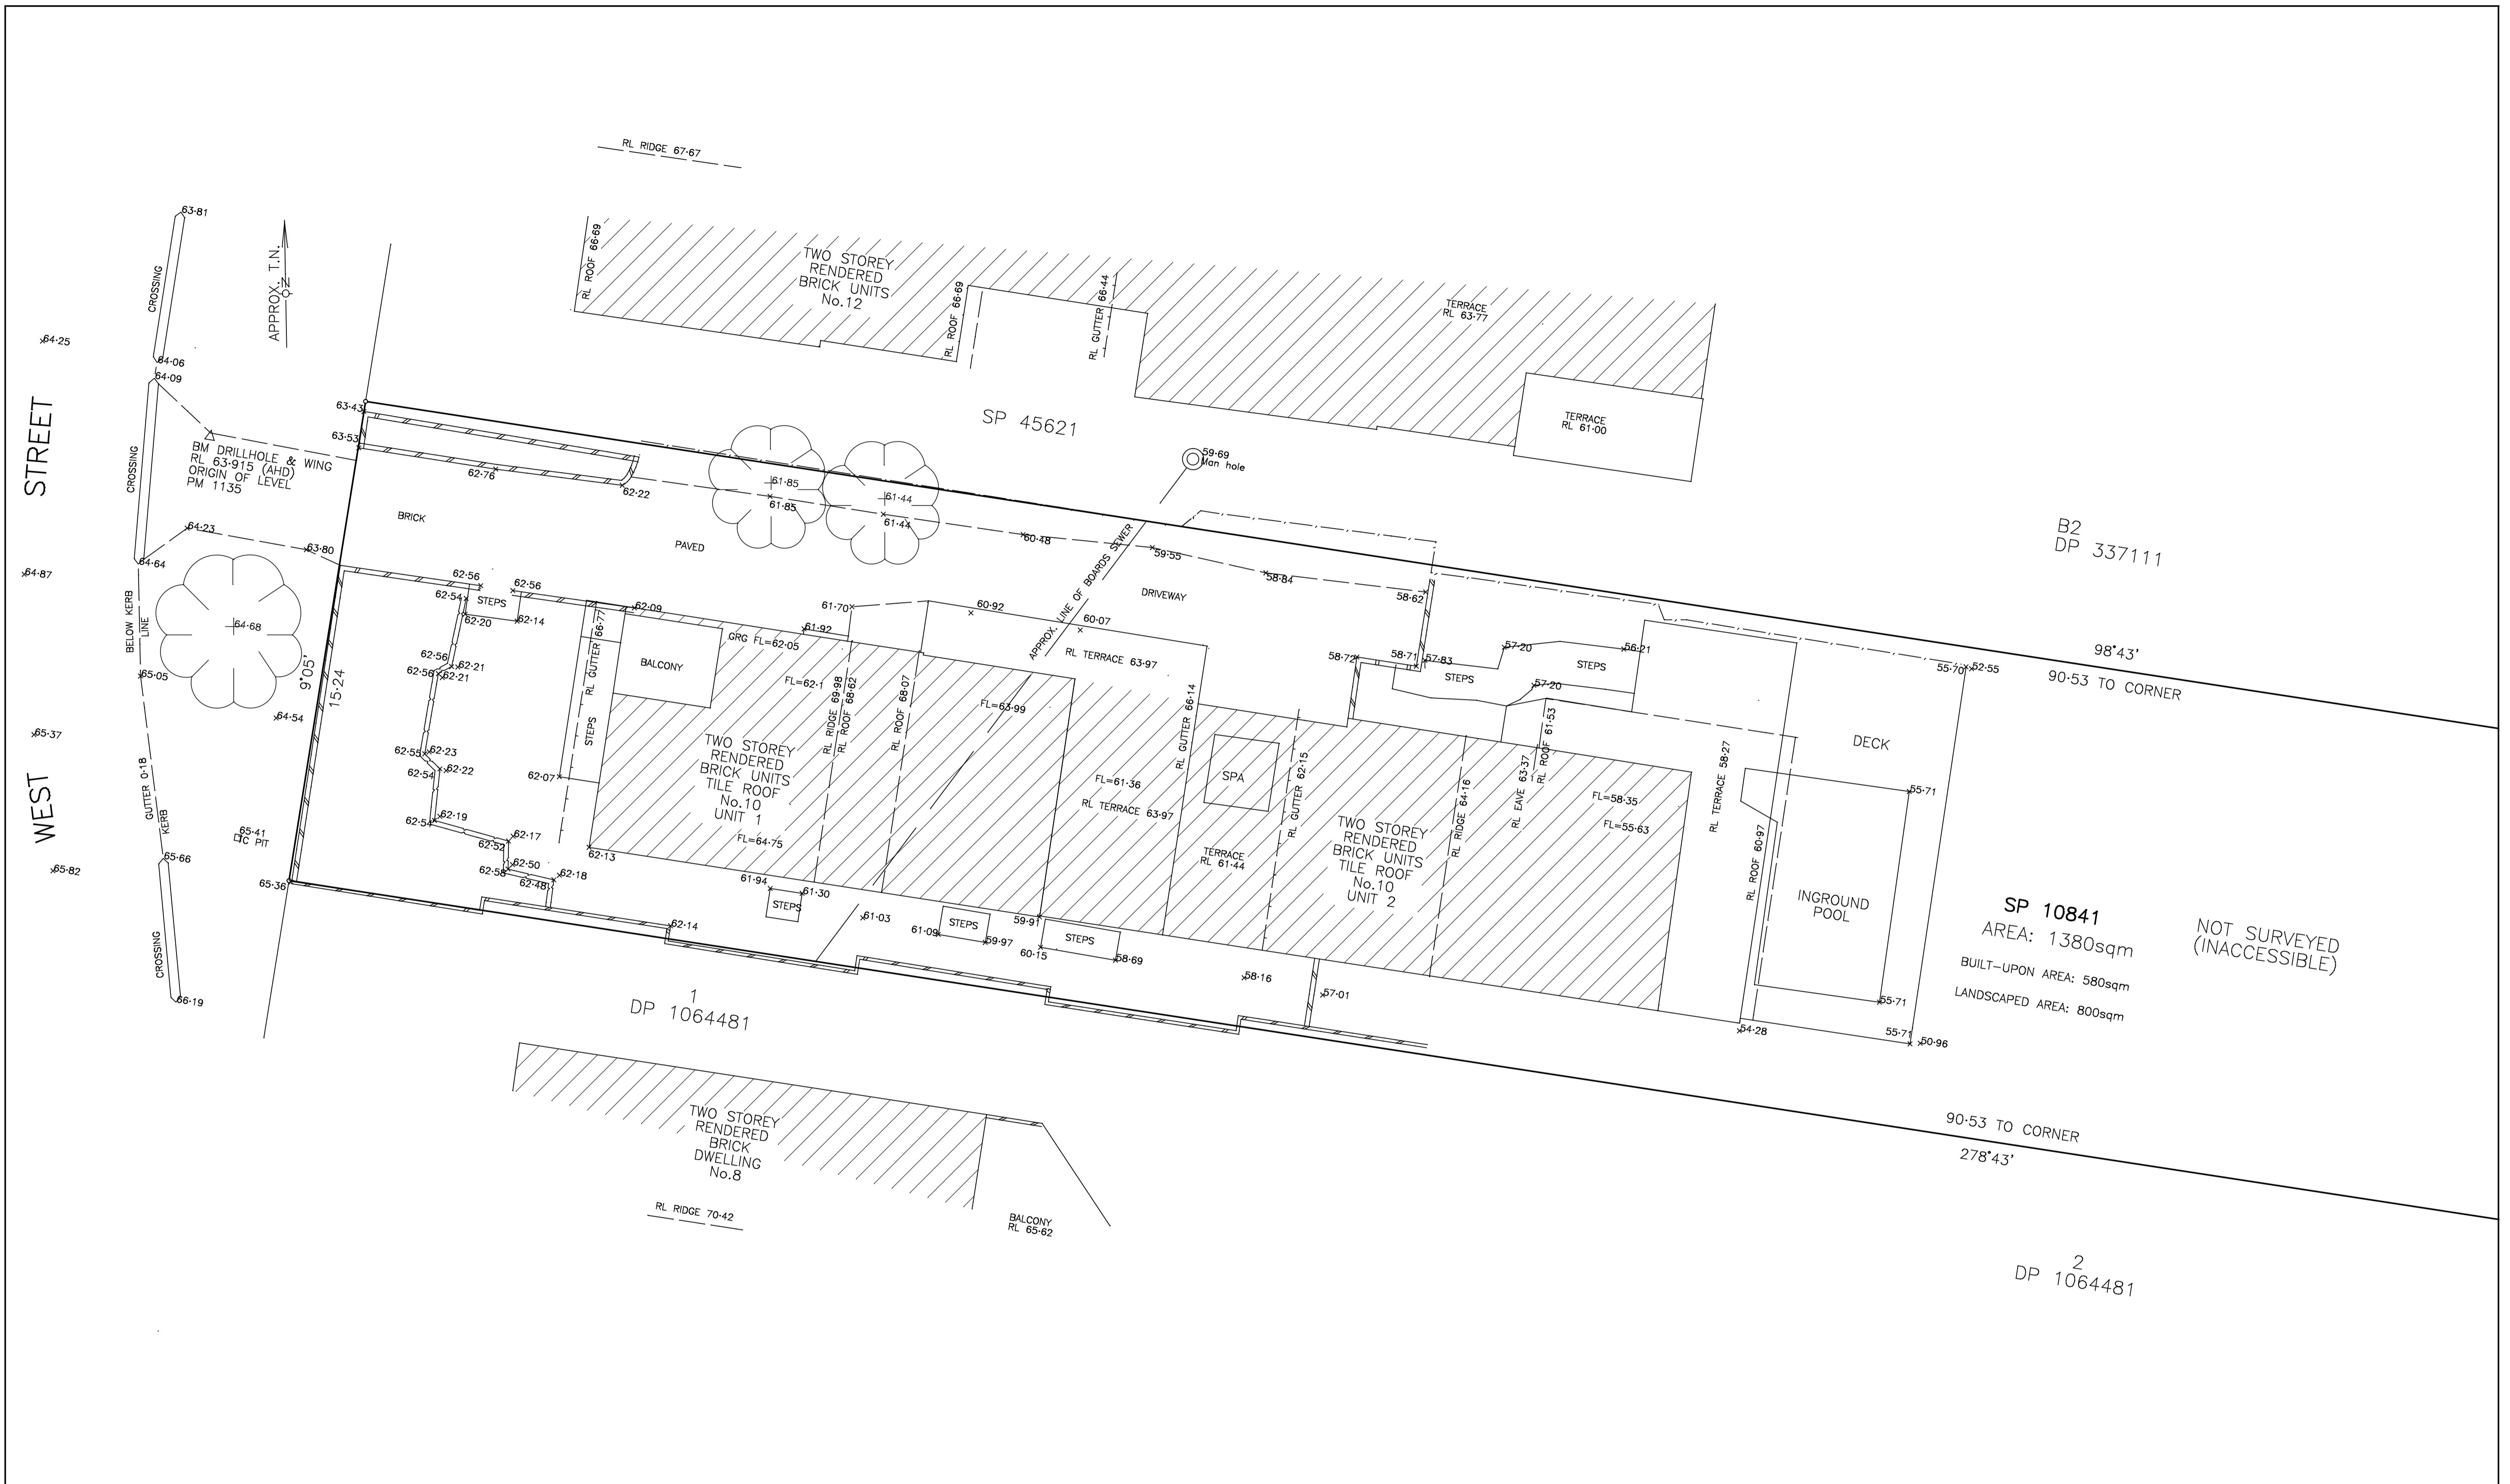 RL RIDGE 67·67
63·81
CROSSING
APPROX. T.N.
N
RL ROOF 66·69
TWO STOREY
RENDERED
BRICK UNITS
No.12
RL ROOF 66·69
RL GUTTER 66·44
TERRACE
RL 63·77
64·25
64·06
64·09
STREET
CROSSING
63·43
63·53
BM DRILLHOLE & WING
RL 63·915 (AHD)
ORIGIN OF LEVEL
PM 1135
62·76
62·22
SP 45621
TERRACE
RL 61·00
59·69
Man hole
61·85
61·85
61·44
61·44
60·48
59·55
58·84
58·62
B2
DP 337111
64·23
63·80
64·64
64·87
BRICK
PAVED
APPROX. LINE OF BOARDS SEWER
DRIVEWAY
62·56
62·56
62·54
STEPS
62·20
62·14
62·09
61·70
61·92
60·92
60·07
BELOW KERB
LINE
64·68
65·05
64·54
9°05'
15·24
62·56
62·21
62·56
62·21
RL GUTTER 66·77
STEPS
BALCONY
GRG FL=62·05
FL=62·1
RL RIDGE 69·98
RL ROOF 68·62
RL ROOF 68·07
FL=63·99
RL TERRACE 63·97
RL GUTTER 66·14
58·72
58·71
57·83
STEPS
57·20
STEPS
56·21
57·20
98°43'
90·53 TO CORNER
55·70
52·55
DECK
65·37
WEST
GUTTER 0·18
KERB
65·82
65·41
TC PIT
65·66
65·36
CROSSING
66·19
62·55
62·23
62·54
62·22
62·07
62·54
62·19
62·52
62·17
62·50
62·58
62·48
62·18
62·13
62·14
TWO STOREY
RENDERED
BRICK UNITS
TILE ROOF
No.10
UNIT 1
FL=64·75
FL=61·36
RL TERRACE 63·97
SPA
TERRACE
RL 61·44
RL GUTTER 62·15
TWO STOREY
RENDERED
BRICK UNITS
TILE ROOF
No.10
UNIT 2
RL RIDGE 64·16
RL EAVE 63·37
RL ROOF 61·53
FL=58·35
FL=55·63
RL TERRACE 58·27
RL ROOF 60·97
55·71
INGROUND
POOL
55·71
55·71
50·96
54·28
61·94
61·30
STEPS
61·03
61·09
STEPS
59·97
59·91
60·15
STEPS
58·69
58·16
57·01
SP 10841
AREA: 1380sqm
BUILT-UPON AREA: 580sqm
LANDSCAPED AREA: 800sqm
NOT SURVEYED
(INACCESSIBLE)
1
DP 1064481
TWO STOREY
RENDERED
BRICK
DWELLING
No.8
RL RIDGE 70·42
BALCONY
RL 65·62
90·53 TO CORNER
278°43'
2
DP 1064481